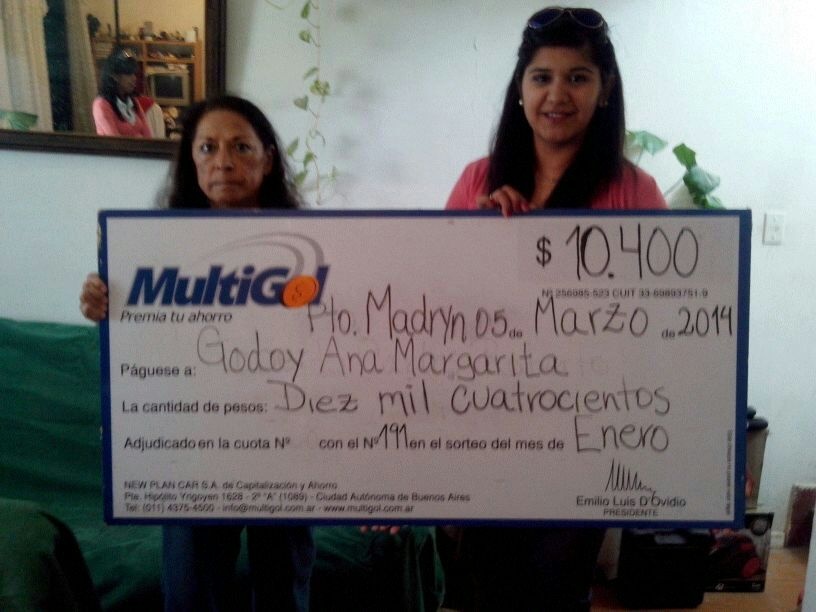 $ 10.400
MultiGol
Nº 256985-523 CUIT 33-69893751-9
Premia tu ahorro
Pto. Madryn 05 de Marzo de 2014
Páguese a: Godoy Ana Margarita
La cantidad de pesos: Diez mil cuatrocientos
Adjudicado en la cuota Nº con el Nº 191 en el sorteo del mes de Enero
NEW PLAN CAR S.A. de Capitalización y Ahorro
Pte. Hipólito Yrigoyen 1628 - 2º "A" (1089) - Ciudad Autónoma de Buenos Aires
Tel: (011) 4375-4500 - info@multigol.com.ar - www.multigol.com.ar
Emilio Luis D'Ovidio
PRESIDENTE